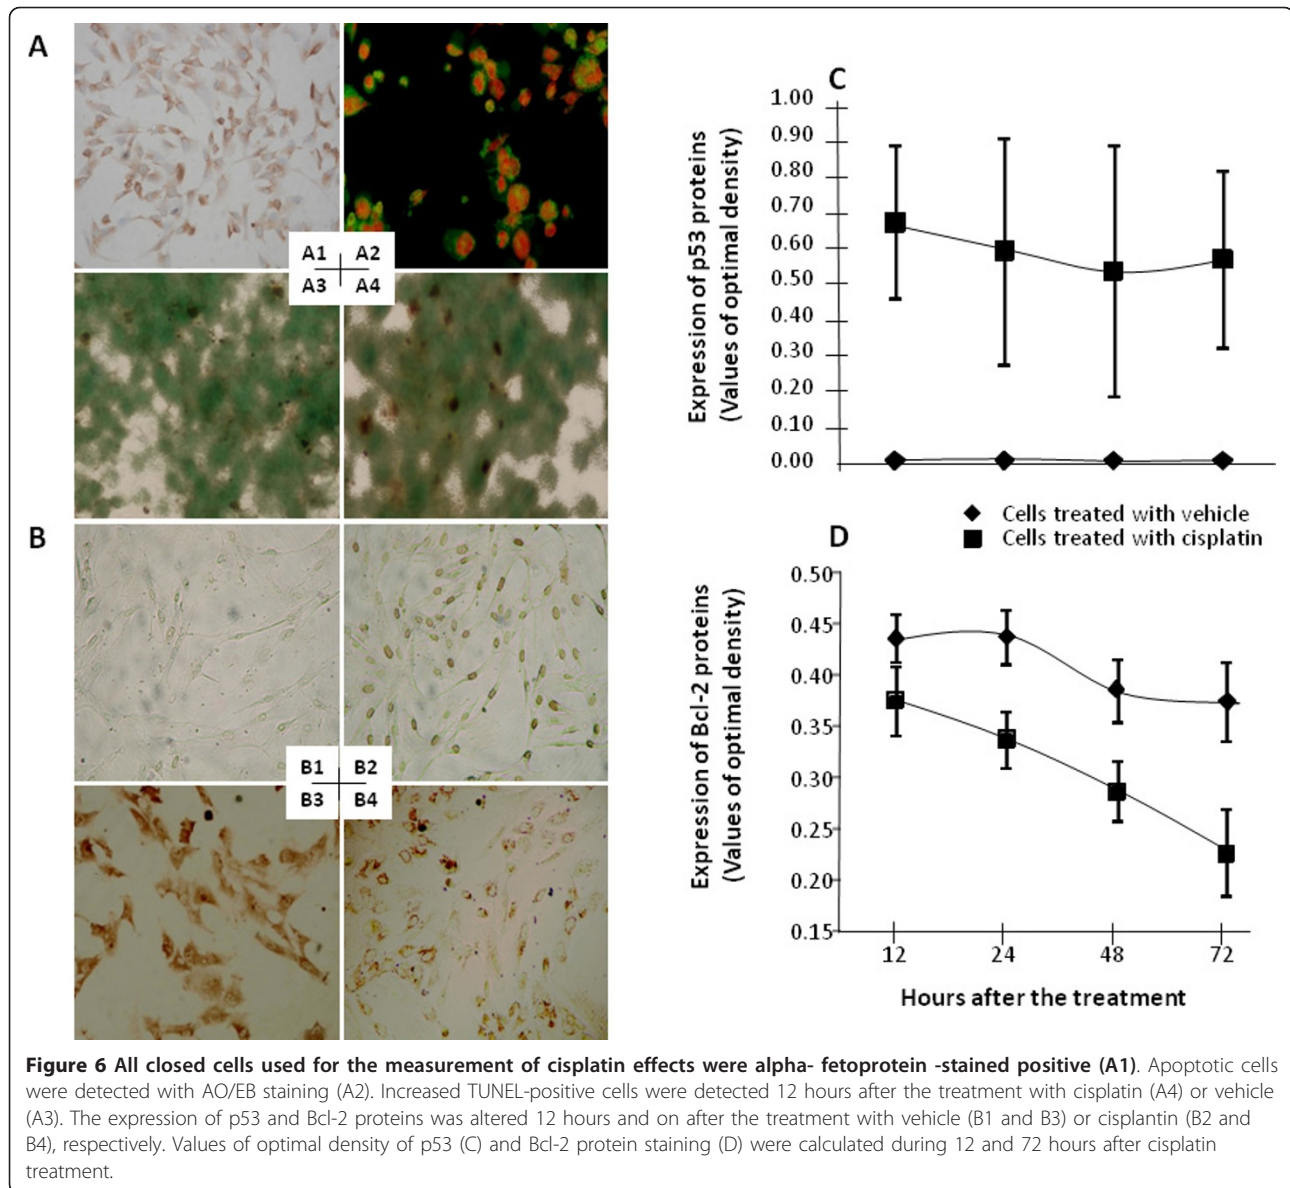 A
A1 A2
A3 A4
B
B1 B2
B3 B4
C
Expression of p53 proteins
(Values of optimal density)
1.00
0.90
0.80
0.70
0.60
0.50
0.40
0.30
0.20
0.10
0.00
Cells treated with vehicle
Cells treated with cisplatin
D
Expression of Bcl-2 proteins
(Values of optimal density)
0.50
0.45
0.40
0.35
0.30
0.25
0.20
0.15
12 24 48 72
Hours after the treatment
Figure 6 All closed cells used for the measurement of cisplatin effects were alpha- fetoprotein -stained positive (A1). Apoptotic cells
were detected with AO/EB staining (A2). Increased TUNEL-positive cells were detected 12 hours after the treatment with cisplatin (A4) or vehicle
(A3). The expression of p53 and Bcl-2 proteins was altered 12 hours and on after the treatment with vehicle (B1 and B3) or cisplantin (B2 and
B4), respectively. Values of optimal density of p53 (C) and Bcl-2 protein staining (D) were calculated during 12 and 72 hours after cisplatin
treatment.